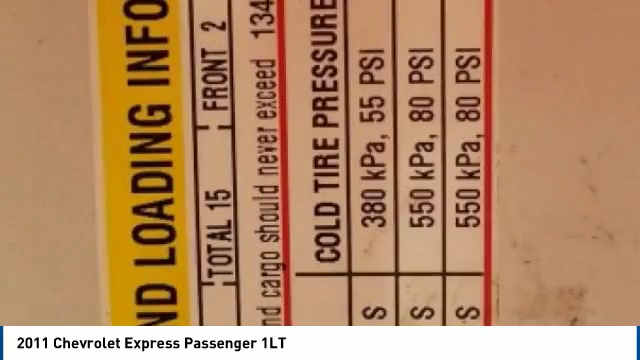 ND LOADING INFO
TOTAL 15 FRONT 2
nd cargo should never exceed 134
COLD TIRE PRESSURE
S 380 kPa, 55 PSI
S 550 kPa, 80 PSI
S 550 kPa, 80 PSI
2011 Chevrolet Express Passenger 1LT